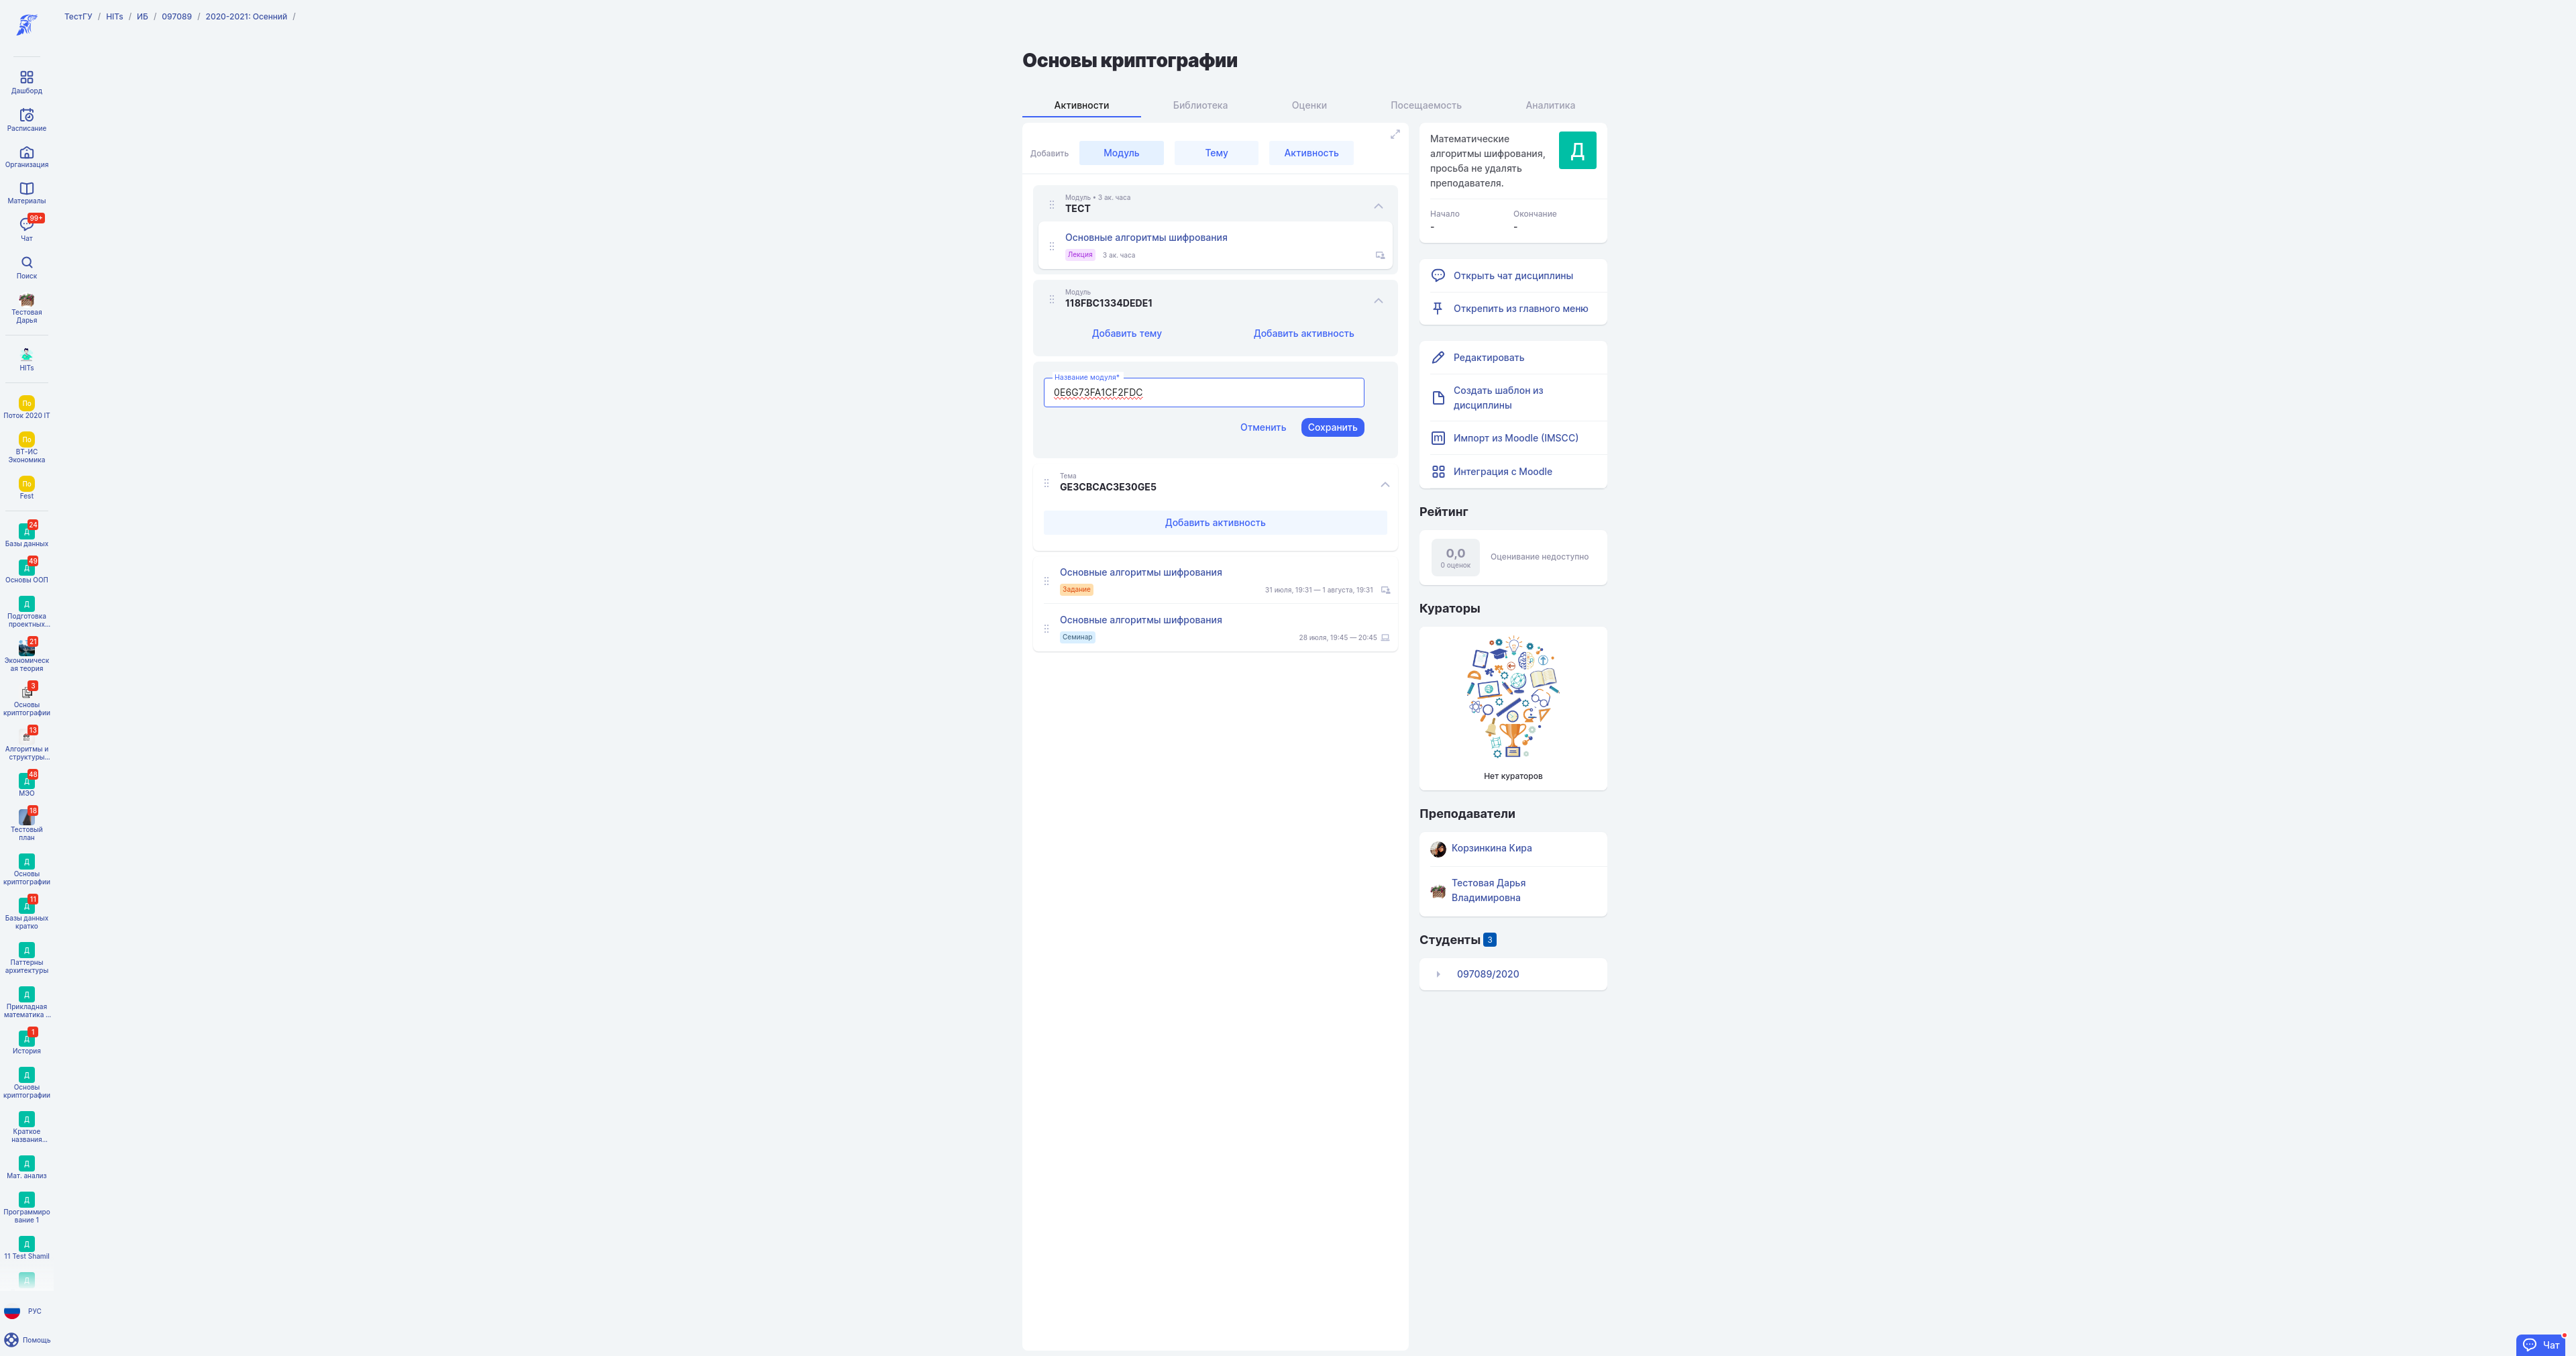 ТестГУ / HITs / ИБ / 097089 / 2020-2021: Осенний /
Дашборд
Расписание
Организация
Материалы
99+
Чат
Поиск
Тестовая
Дарья
HITs
По
Поток 2020 IT
По
ВТ-ИС
Экономика
По
Fest
24
Д
Базы данных
49
Д
Основы ООП
Д
Подготовка
проектных...
21
Экономическ
ая теория
3
Основы
криптографии
13
Алгоритмы и
структуры...
48
Д
МЭО
18
Тестовый
план
Д
Основы
криптографии
11
Д
Базы данных
кратко
Д
Паттерны
архитектуры
Д
Прикладная
математика ...
1
Д
История
Д
Основы
криптографии
Д
Краткое
названия...
Д
Мат. анализ
Д
Программиро
вание 1
Д
11 Test Shamil
Д
РУС
Помощь
Основы криптографии
Активности
Библиотека
Оценки
Посещаемость
Аналитика
Добавить
Модуль
Тему
Активность
Модуль • 3 ак. часа
ТЕСТ
Основные алгоритмы шифрования
Лекция 3 ак. часа
Модуль
118FBC1334DEDE1
Добавить тему
Добавить активность
Название модуля*
0E6G73FA1CF2FDC
Отменить
Сохранить
Тема
GE3CBCAC3E30GE5
Добавить активность
Основные алгоритмы шифрования
Задание
31 июля, 19:31 — 1 августа, 19:31
Основные алгоритмы шифрования
Семинар
28 июля, 19:45 — 20:45
Математические
алгоритмы шифрования,
просьба не удалять
преподавателя.
Д
Начало
Окончание
-
-
Открыть чат дисциплины
Открепить из главного меню
Редактировать
Создать шаблон из
дисциплины
Импорт из Moodle (IMSCC)
Интеграция с Moodle
Рейтинг
0,0
0 оценок
Оценивание недоступно
Кураторы
Нет кураторов
Преподаватели
Корзинкина Кира
Тестовая Дарья
Владимировна
Студенты 3
097089/2020
Чат